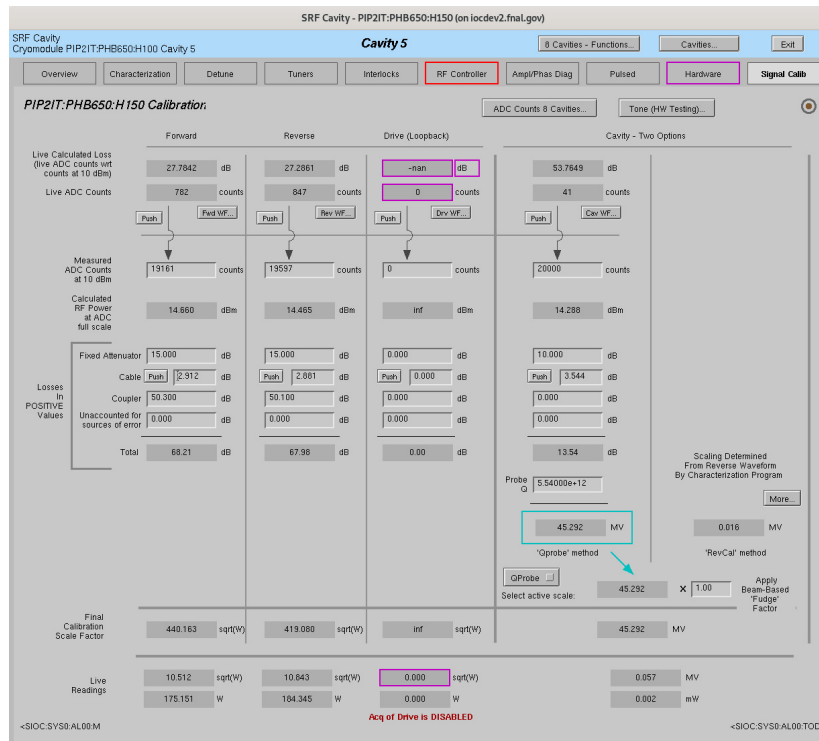 SRF Cavity - PIP2IT:PHB650:H150 (on iocdev2.fnal.gov)
SRF Cavity
Cryomodule PIP2IT:PHB650:H100 Cavity 5
Cavity 5
8 Cavities - Functions...
Cavities...
Exit
Overview
Characterization
Detune
Tuners
Interlocks
RF Controller
Ampl/Phas Diag
Pulsed
Hardware
Signal Calib
PIP2IT:PHB650:H150 Calibration
ADC Counts 8 Cavities...
Tone (HW Testing)...
Forward
Reverse
Drive (Loopback)
Cavity - Two Options
Live Calculated Loss
(live ADC counts wrt
counts at 10 dBm)
27.7842 dB
27.2861 dB
-nan dB
53.7649 dB
Live ADC Counts
782 counts
847 counts
0 counts
41 counts
Push
Fwd WF...
Push
Rev WF...
Push
Drv WF...
Push
Cav WF...
Measured
ADC Counts
at 10 dBm
19161 counts
19597 counts
0 counts
20000 counts
Calculated
RF Power
at ADC
full scale
14.660 dBm
14.465 dBm
inf dBm
14.288 dBm
Losses
In
POSITIVE
Values
Fixed Attenuator
15.000 dB
15.000 dB
0.000 dB
10.000 dB
Cable
Push 2.912 dB
Push 2.881 dB
Push 0.000 dB
Push 3.544 dB
Coupler
50.300 dB
50.100 dB
0.000 dB
0.000 dB
Unaccounted for
sources of error
0.000 dB
0.000 dB
0.000 dB
0.000 dB
Total
68.21 dB
67.98 dB
0.00 dB
13.54 dB
Scaling Determined
From Reverse Waveform
By Characterization Program
Probe
Q
5.54000e+12
More...
45.292 MV
0.016 MV
'Qprobe' method
'RevCal' method
QProbe
Select active scale:
45.292
X 1.00
Apply
Beam-Based
'Fudge'
Factor
Final
Calibration
Scale Factor
440.163 sqrt(W)
419.080 sqrt(W)
inf sqrt(W)
45.292 MV
Live
Readings
10.512 sqrt(W)
10.843 sqrt(W)
0.000 sqrt(W)
0.057 MV
175.151 W
184.345 W
0.000 W
0.002 mW
Acq of Drive is DISABLED
<SIOC:SYS0:AL00:M
<SIOC:SYS0:AL00:TOD